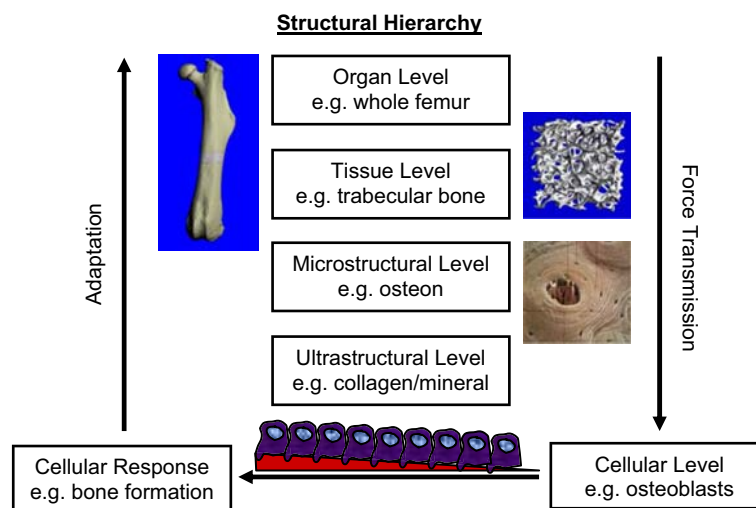 Structural Hierarchy
Organ Level
e.g. whole femur
Tissue Level
e.g. trabecular bone
Microstructural Level
e.g. osteon
Ultrastructural Level
e.g. collagen/mineral
Adaptation
Force Transmission
Cellular Response
e.g. bone formation
Cellular Level
e.g. osteoblasts